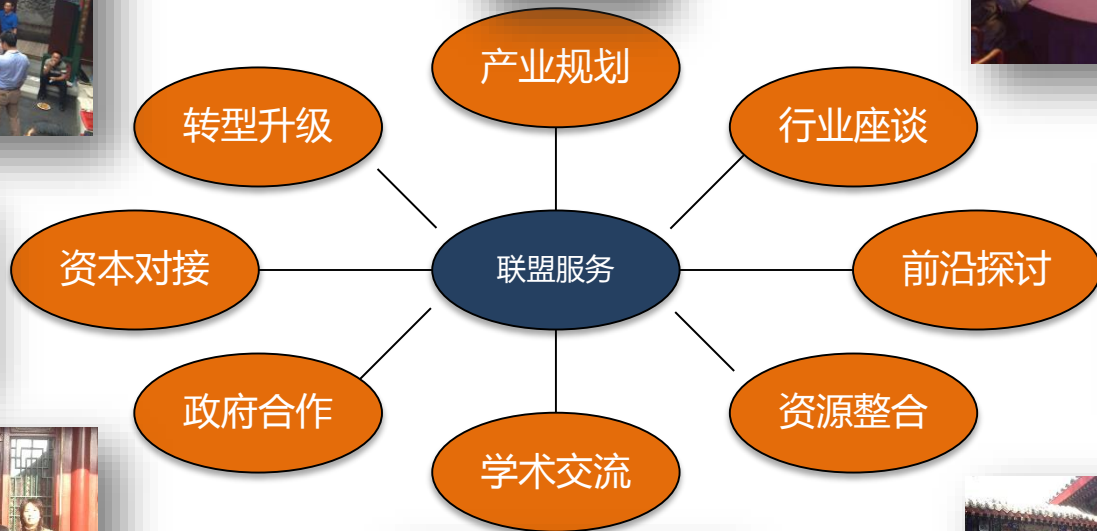 产业规划
转型升级
行业座谈
资本对接
联盟服务
前沿探讨
政府合作
资源整合
学术交流